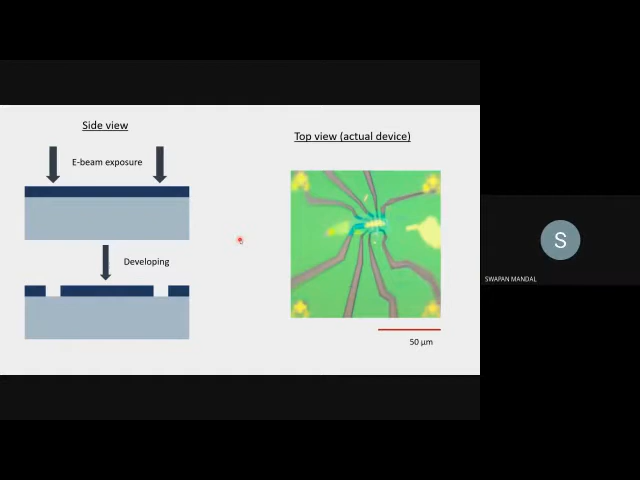 Side view
E-beam exposure
Developing
Top view (actual device)
50 μm
S
SWAPAN MANDAL